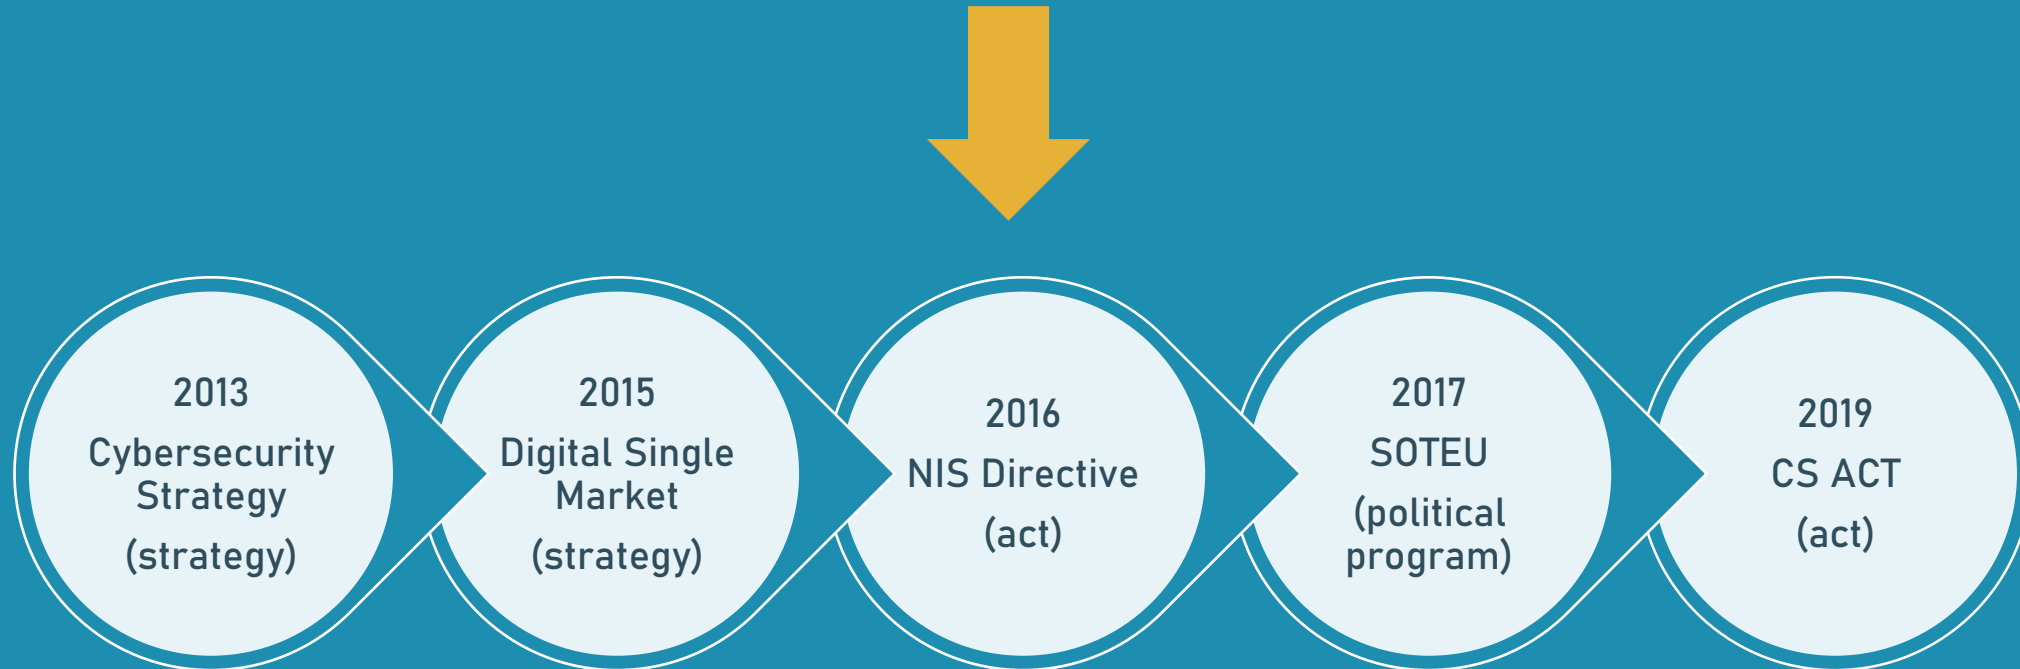 2013
Cybersecurity
Strategy
(strategy)
2015
Digital Single
Market
(strategy)
2016
NIS Directive
(act)
2017
SOTEU
(political
program)
2019
CS ACT
(act)